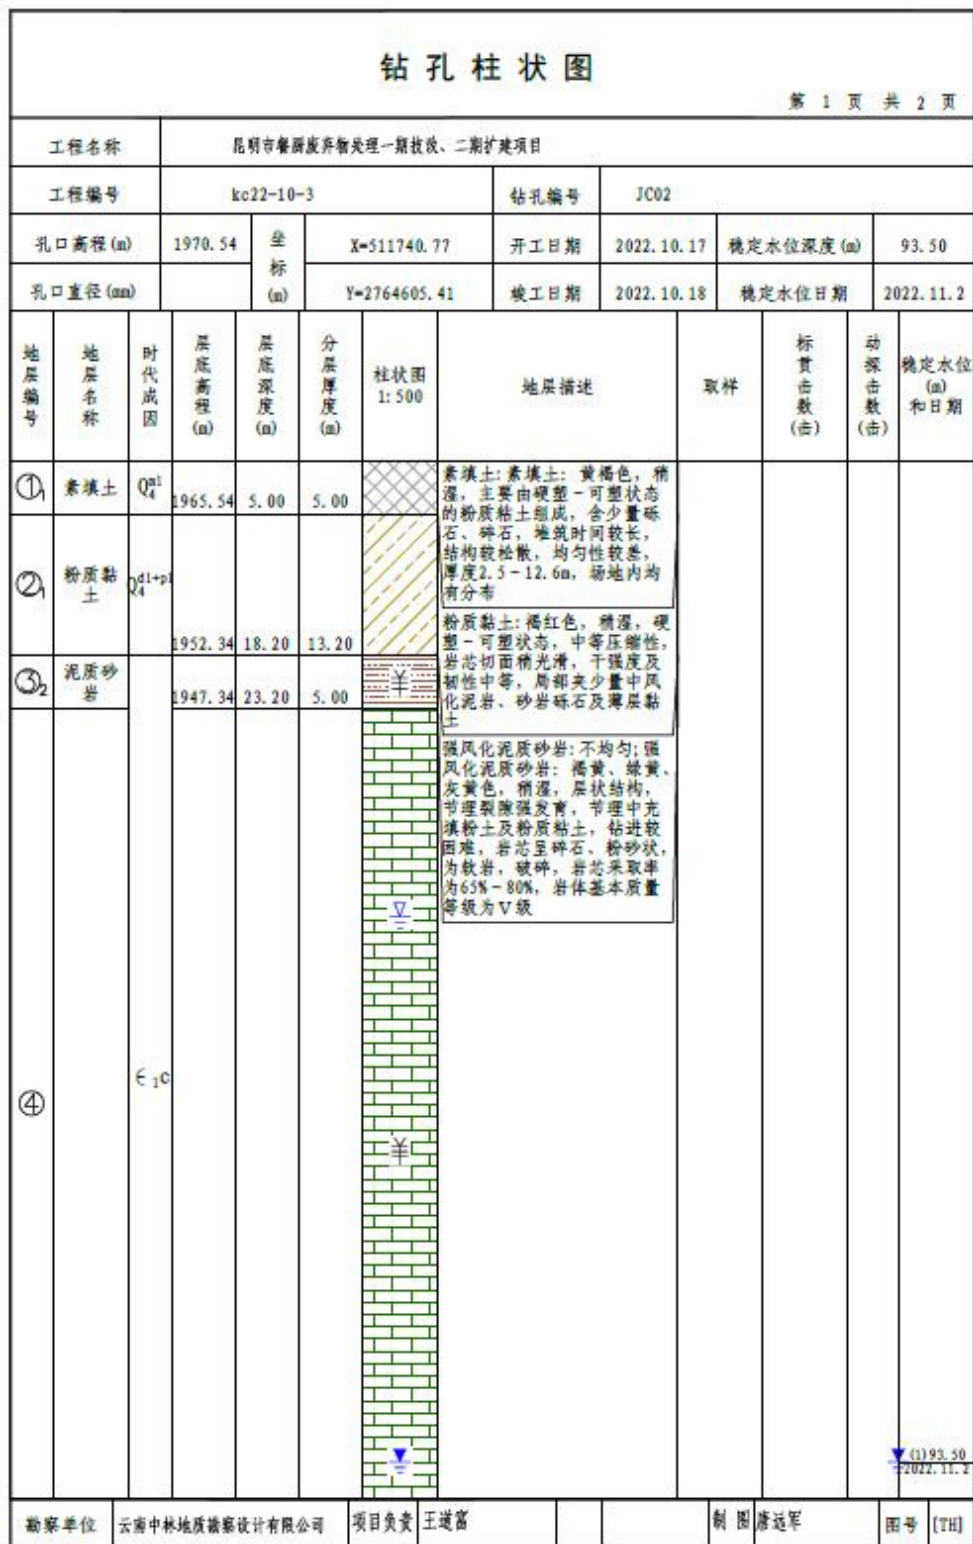 钻孔柱状图
第 1 页 共 2 页
工程名称 昆明市餐厨废弃物处理一期技改、二期扩建项目
工程编号 kc22-10-3 钻孔编号 JC02
孔口高程(m) 1970.54 坐标(m) X=511740.77 开工日期 2022.10.17 稳定水位深度(m) 93.50
孔口直径(mm) Y=2764605.41 竣工日期 2022.10.18 稳定水位日期 2022.11.2
地层编号 地层名称 时代成因 层底高程(m) 层底深度(m) 分层厚度(m) 柱状图 1:500 地层描述 取样 标贯击数(击) 动探击数(击) 稳定水位(m)和日期
①1 素填土 Q4ml 1965.54 5.00 5.00
素填土:素填土: 黄褐色, 稍
湿, 主要由硬塑-可塑状态
的粉质粘土组成, 含少量砾
石、碎石, 堆筑时间较长,
结构较松散, 均匀性较差,
厚度2.5-12.6m, 场地内均
有分布
②1 粉质黏土 Q4dl+pl 1952.34 18.20 13.20
粉质黏土:褐红色, 稍湿, 硬
塑-可塑状态, 中等压缩性,
岩芯切面稍光滑, 干强度及
韧性中等, 局部夹少量中风
化泥岩、砂岩砾石及薄层黏
土
③2 泥质砂岩 1947.34 23.20 5.00
强风化泥质砂岩:不均匀;强
风化泥质砂岩: 褐黄、绿黄、
灰黄色, 稍湿, 层状结构,
节理裂隙强发育, 节理中充
填粉土及粉质粘土, 钻进较
困难, 岩芯呈碎石、粉砂状,
为软岩, 破碎, 岩芯采取率
为65%-80%, 岩体基本质量
等级为Ⅴ级
④ ∈1c
(1)93.50
2022.11.2
勘察单位 云南中林地质勘察设计有限公司 项目负责 王道富 制 图 唐远军 图号 [TH]